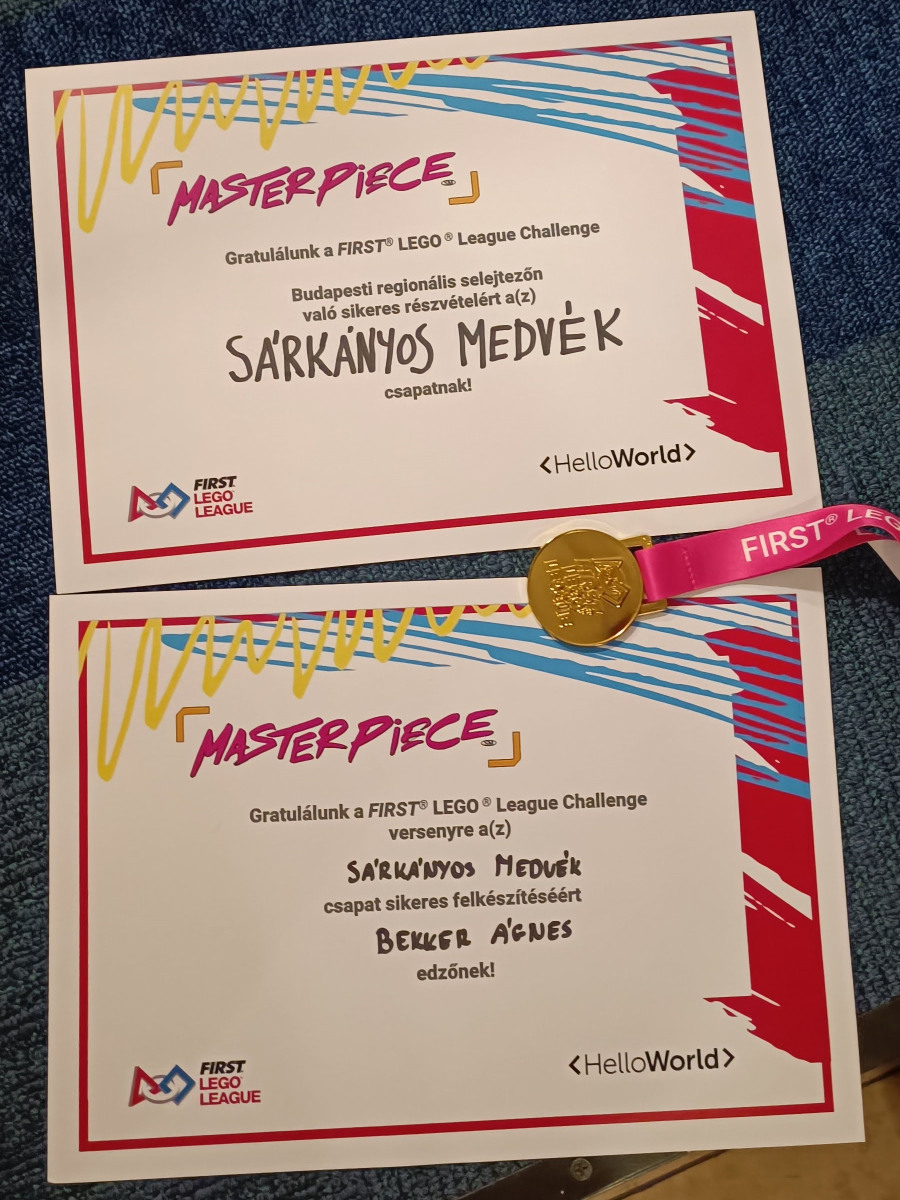 MASTERPIECE
Gratulálunk a FIRST® LEGO® League Challenge
Budapesti regionális selejtezőn
való sikeres részvételért a(z)
SÁRKÁNYOS MEDVÉK
csapatnak!
FIRST
LEGO
LEAGUE
<HelloWorld>
FIRST® LEG
MASTERPIECE
Gratulálunk a FIRST® LEGO® League Challenge
versenyre a(z)
SÁRKÁNYOS MEDVÉK
csapat sikeres felkészítéséért
BEKKER ÁGNES
edzőnek!
FIRST
LEGO
LEAGUE
<HelloWorld>